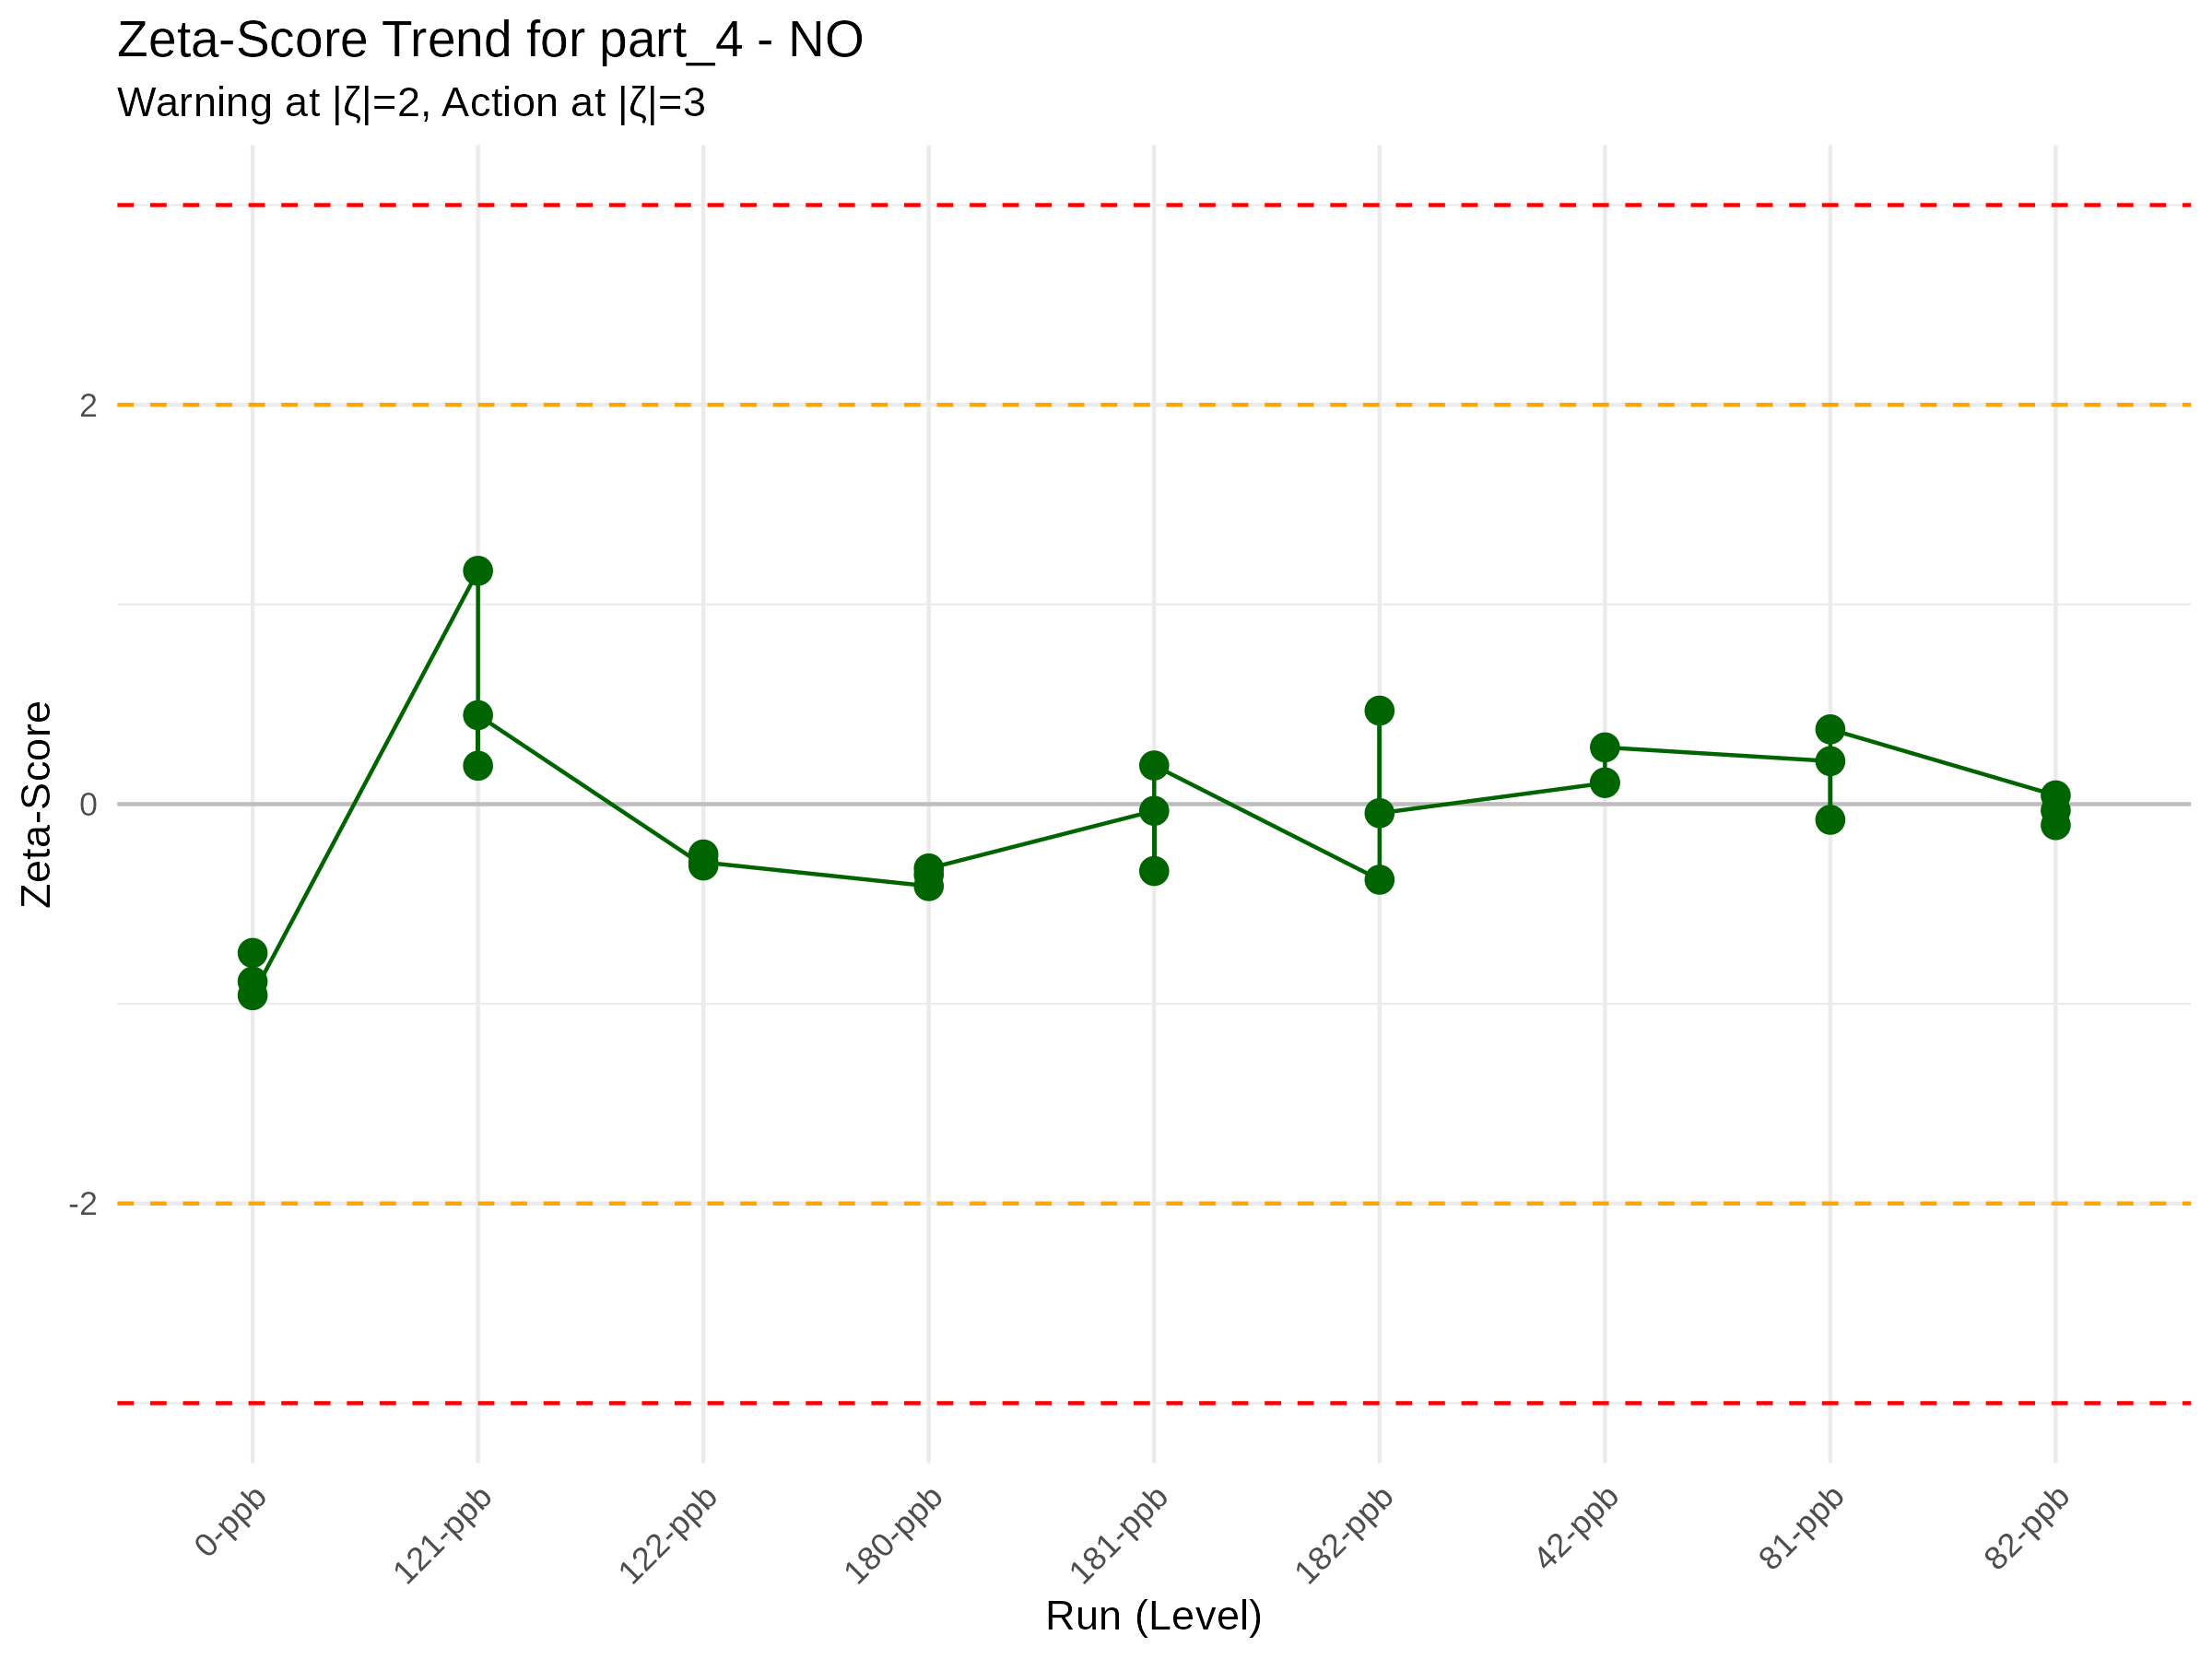 Zeta-Score Trend for part_4 - NO
Warning at |ζ|=2, Action at |ζ|=3
Zeta-Score
2
0
-2
0-ppb
121-ppb
122-ppb
180-ppb
181-ppb
182-ppb
42-ppb
81-ppb
82-ppb
Run (Level)